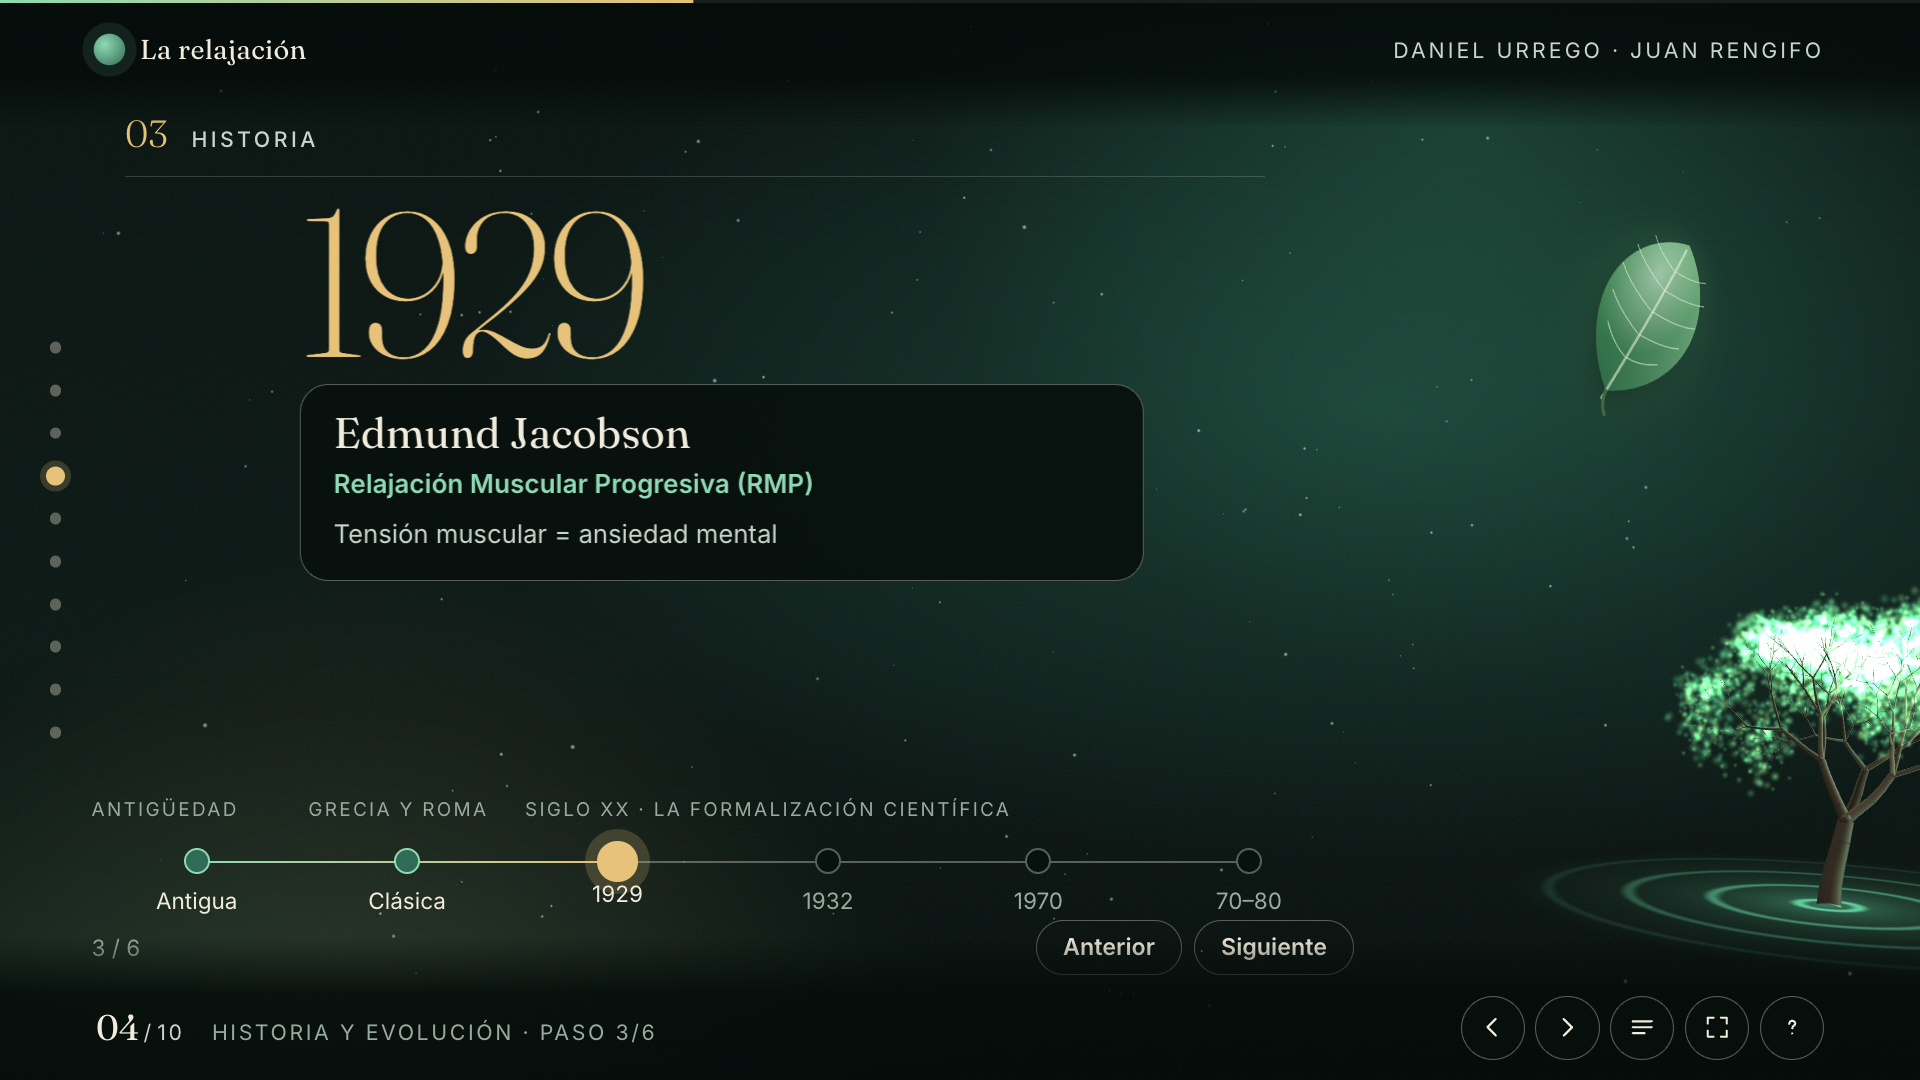 La relajación
DANIEL URREGO · JUAN RENGIFO
03 HISTORIA
1929
Edmund Jacobson
Relajación Muscular Progresiva (RMP)
Tensión muscular = ansiedad mental
ANTIGÜEDAD GRECIA Y ROMA SIGLO XX · LA FORMALIZACIÓN CIENTÍFICA
Antigua Clásica 1929 1932 1970 70–80
3 / 6
Anterior Siguiente
04 / 10 HISTORIA Y EVOLUCIÓN · PASO 3/6
?